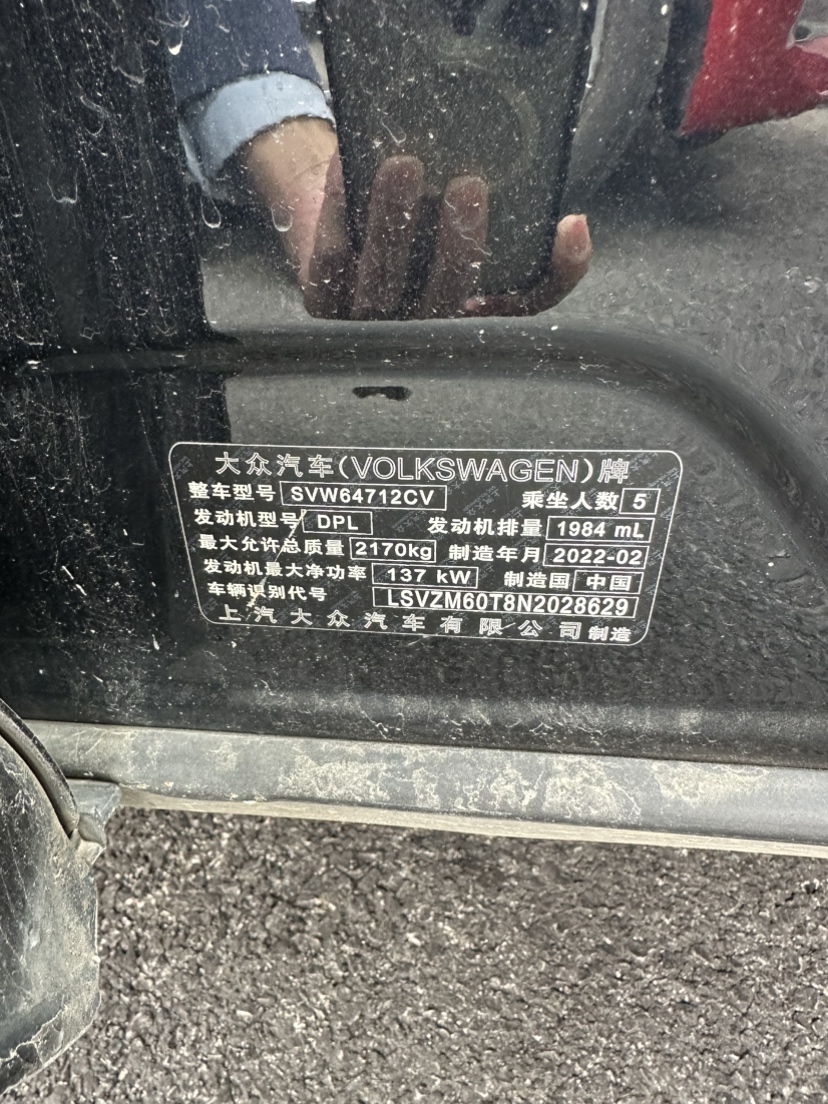 大众汽车(VOLKSWAGEN)牌
整车型号 SVW64712CV 乘坐人数 5
发动机型号 DPL 发动机排量 1984 mL
最大允许总质量 2170kg 制造年月 2022-02
发动机最大净功率 137 kW 制造国 中国
车辆识别代号 LSVZM60T8N2028629
上汽大众汽车有限公司制造